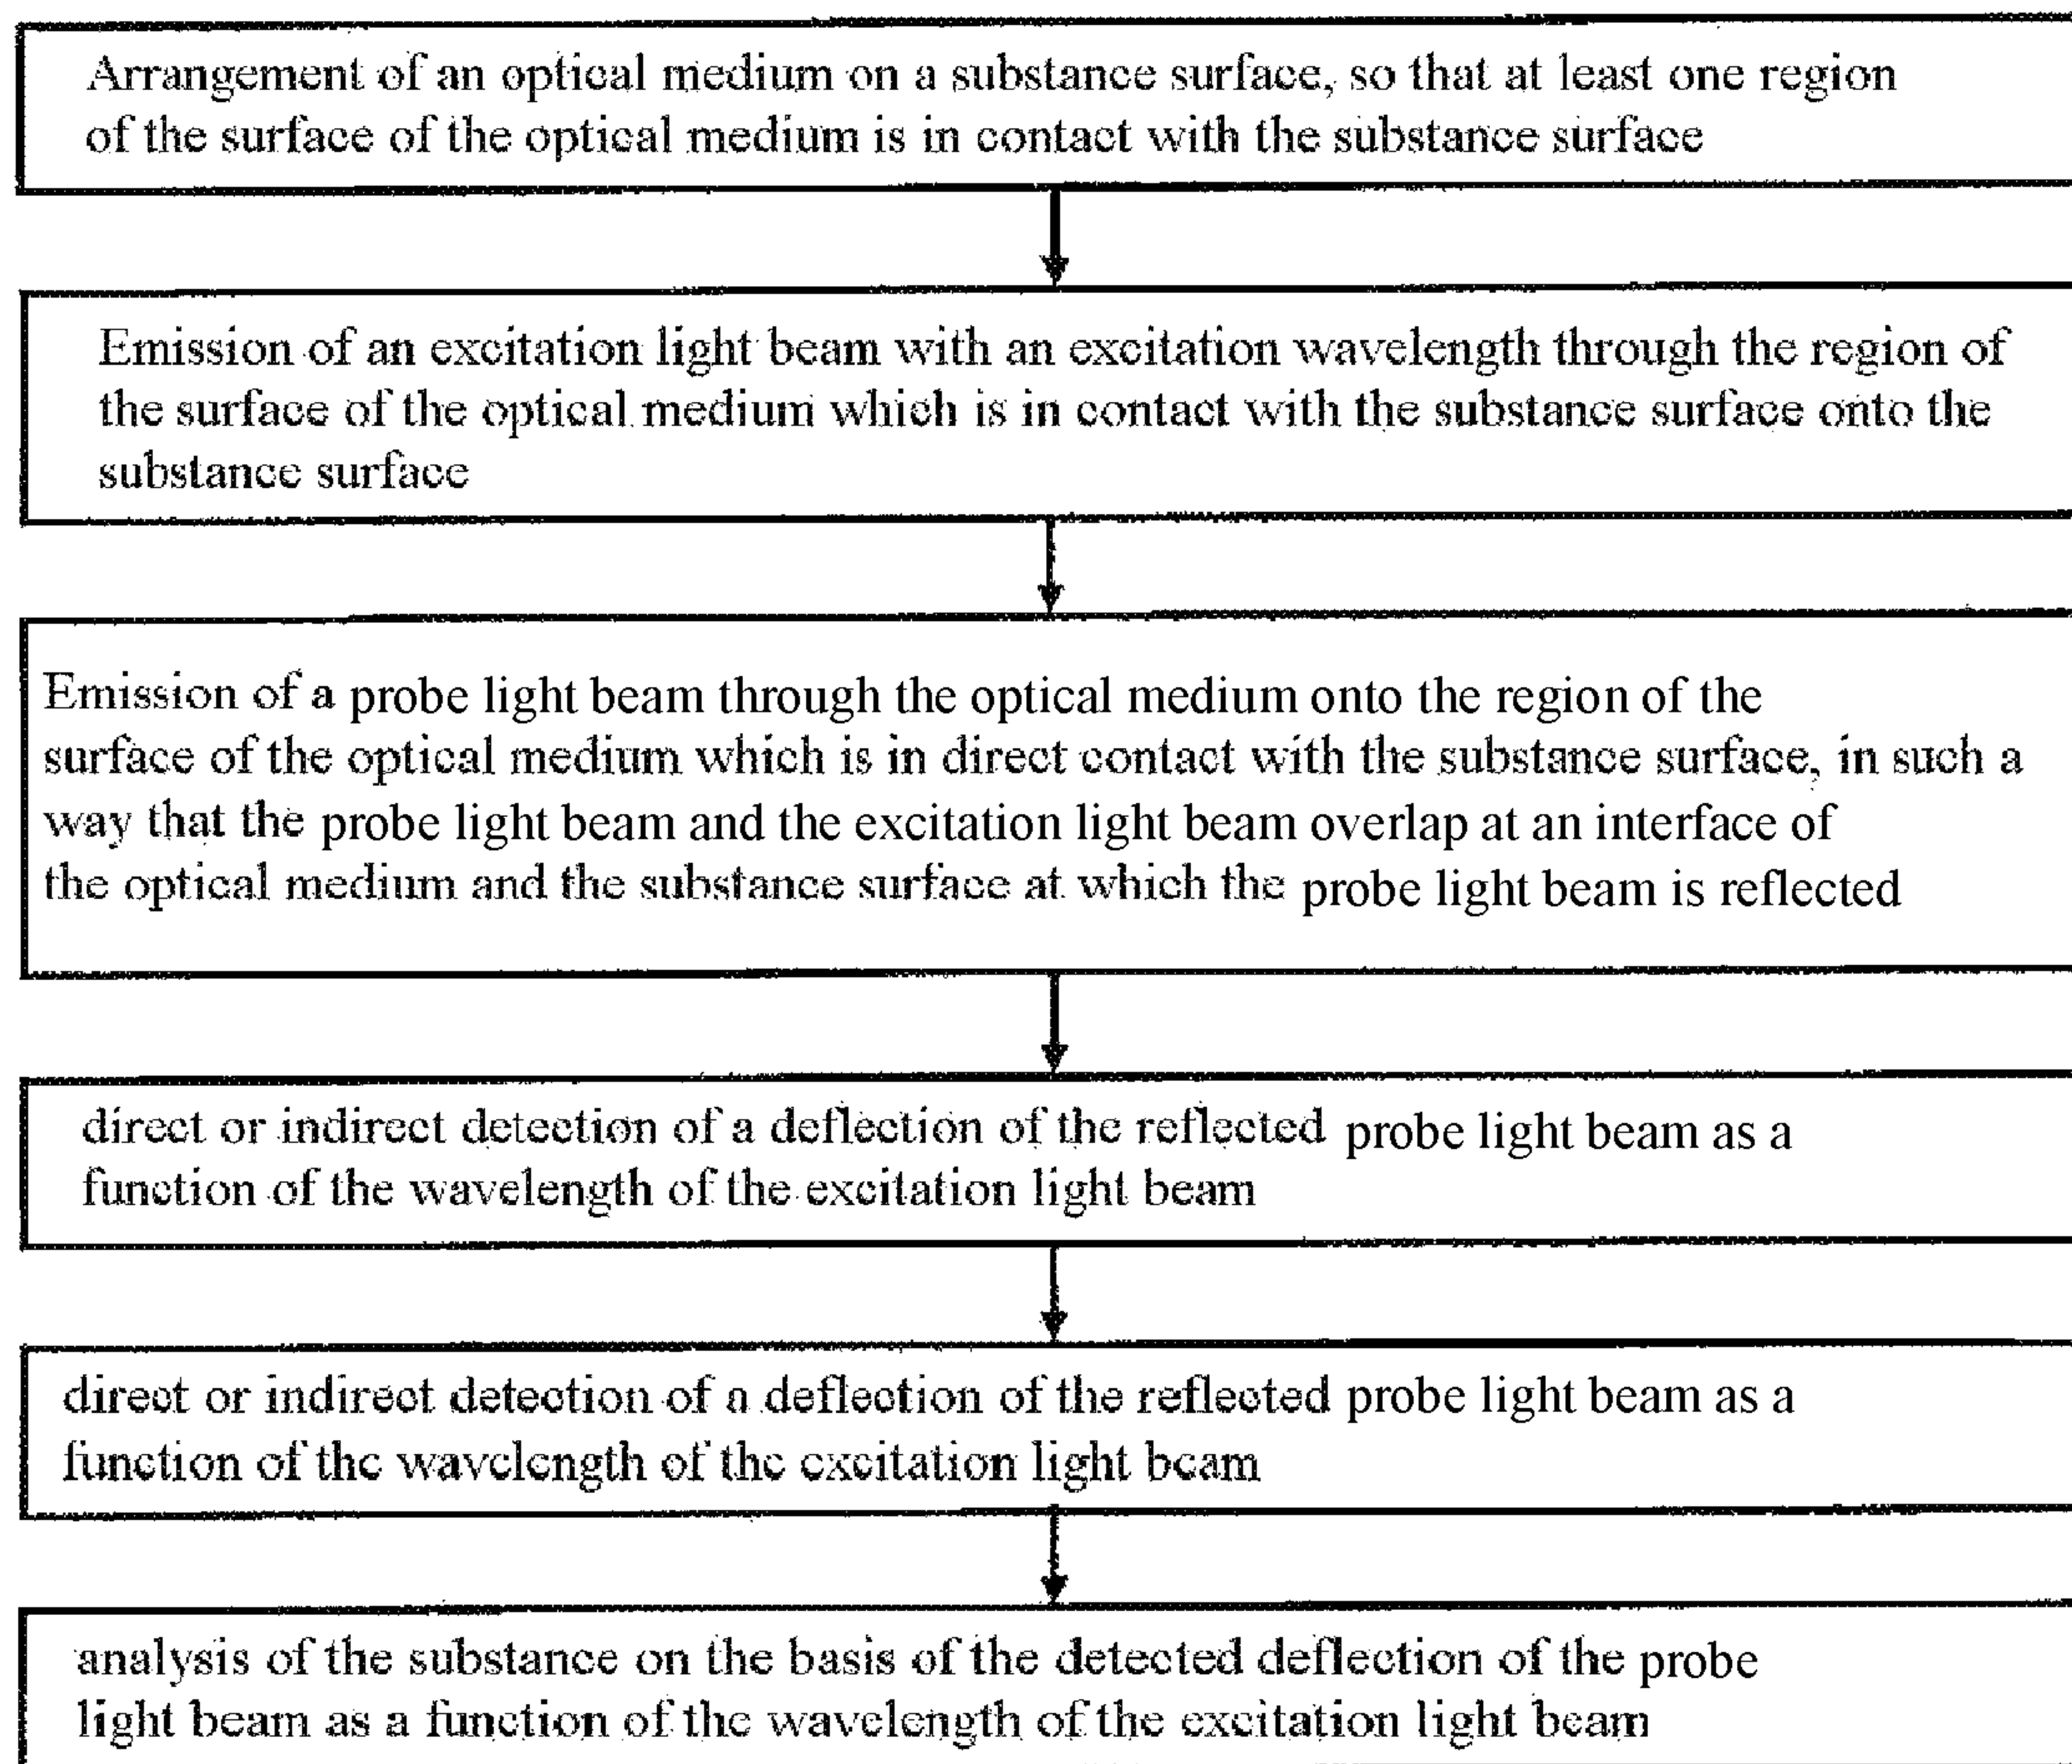 Arrangement of an optical medium on a substance surface, so that at least one region
of the surface of the optical medium is in contact with the substance surface
Emission of an excitation light beam with an excitation wavelength through the region of
the surface of the optical medium which is in contact with the substance surface onto the
substance surface
Emission of a probe light beam through the optical medium onto the region of the
surface of the optical medium which is in direct contact with the substance surface, in such a
way that the probe light beam and the excitation light beam overlap at an interface of
the optical medium and the substance surface at which the probe light beam is reflected
direct or indirect detection of a deflection of the reflected probe light beam as a
function of the wavelength of the excitation light beam
direct or indirect detection of a deflection of the reflected probe light beam as a
function of the wavelength of the excitation light beam
analysis of the substance on the basis of the detected deflection of the probe
light beam as a function of the wavelength of the excitation light beam